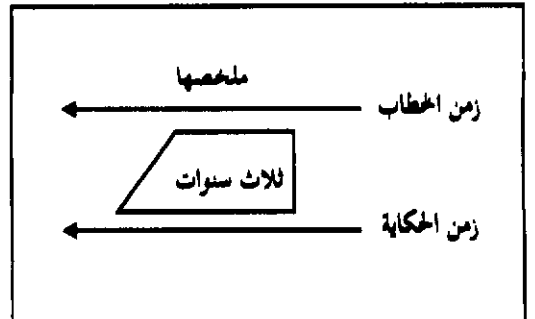 ملخصها
زمن الخطاب
ثلاث سنوات
زمن الحكاية